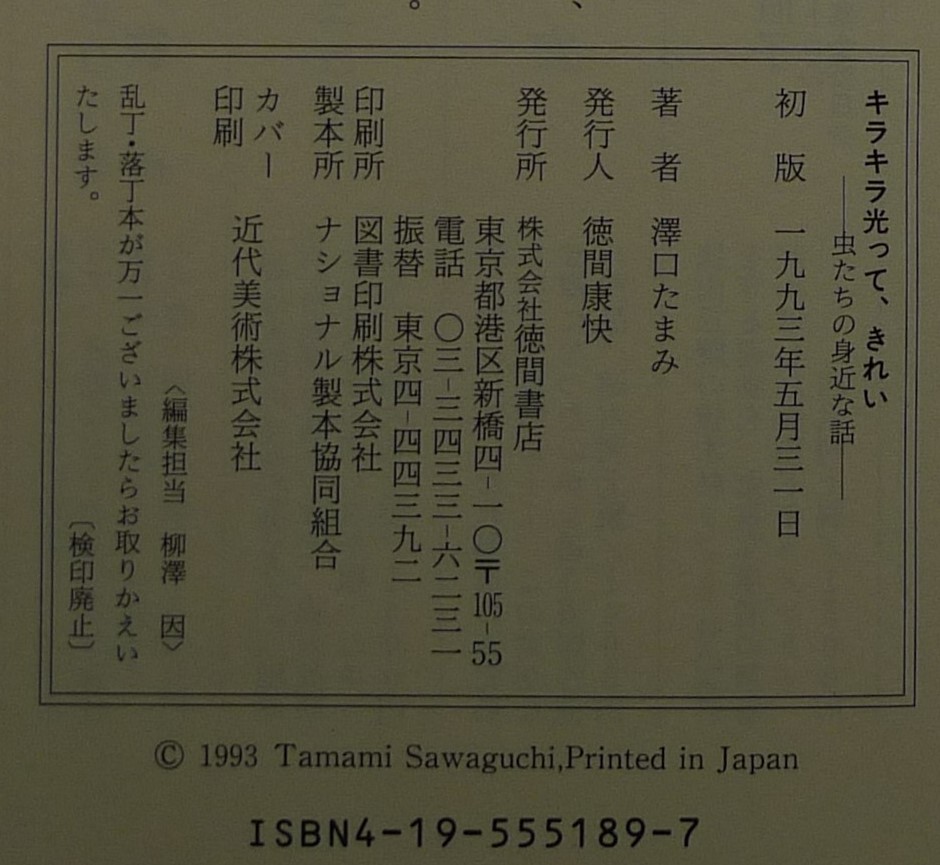 キラキラ光って、きれい
――虫たちの身近な話――
初版 一九九三年五月三一日
著者 澤口たまみ
発行人 徳間康快
発行所 株式会社徳間書店
東京都港区新橋四-一〇〒105-55
電話 〇三-三四三三-六二三一
振替 東京四-四四三九二
印刷所 図書印刷株式会社
製本所 ナショナル製本協同組合
カバー
印刷 近代美術株式会社
〈編集担当 柳澤 因〉
乱丁・落丁本が万一ございましたらお取りかえい
たします。 〔検印廃止〕
© 1993 Tamami Sawaguchi,Printed in Japan
ISBN4-19-555189-7